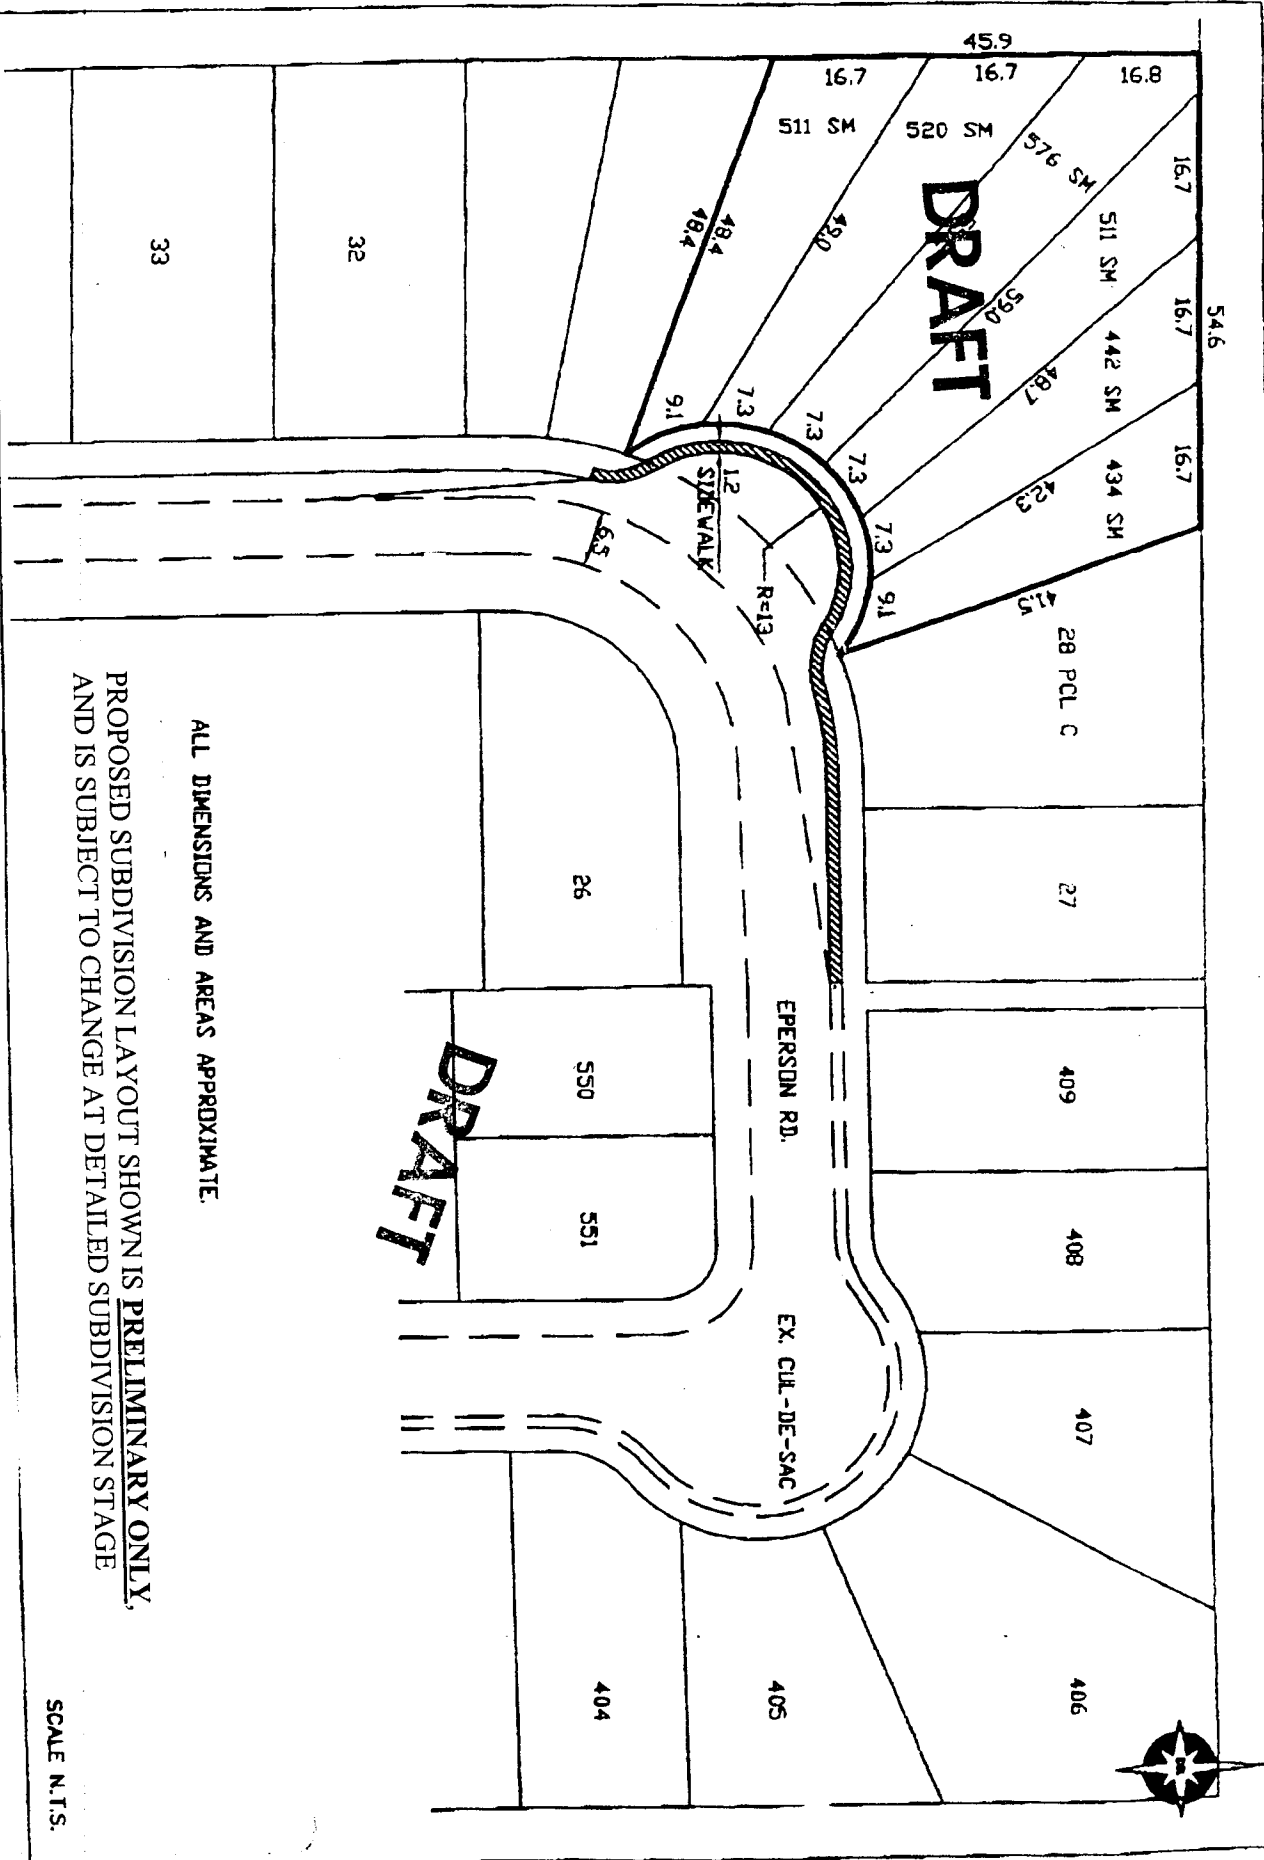 45.9
16.7
16.7
16.8
511 SM
520 SM
576 SM
511 SM
442 SM
434 SM
16.7
16.7
16.7
54.6
DRAFT
48.4
48.4
49.0
59.0
48.7
42.3
41.5
9.1
7.3
7.3
7.3
7.3
9.1
1.2
SIDEWALK
R=13
6.5
33
32
28 PCL C
27
409
408
407
406
405
404
26
550
551
EPERSON RD.
EX. CUL-DE-SAC
DRAFT
ALL DIMENSIONS AND AREAS APPROXIMATE.
PROPOSED SUBDIVISION LAYOUT SHOWN IS PRELIMINARY ONLY,
AND IS SUBJECT TO CHANGE AT DETAILED SUBDIVISION STAGE
SCALE N.T.S.